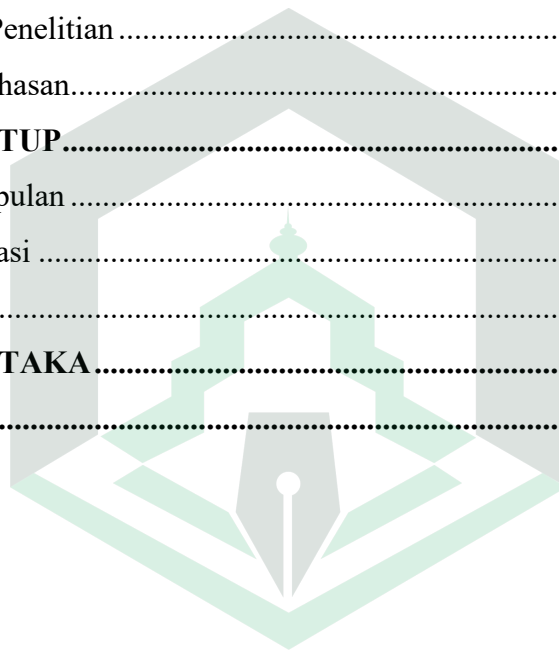 Penelitian ................................................................
hasan................................................................
TUP................................................................
pulan ................................................................
asi ................................................................
................................................................
TAKA................................................................
................................................................